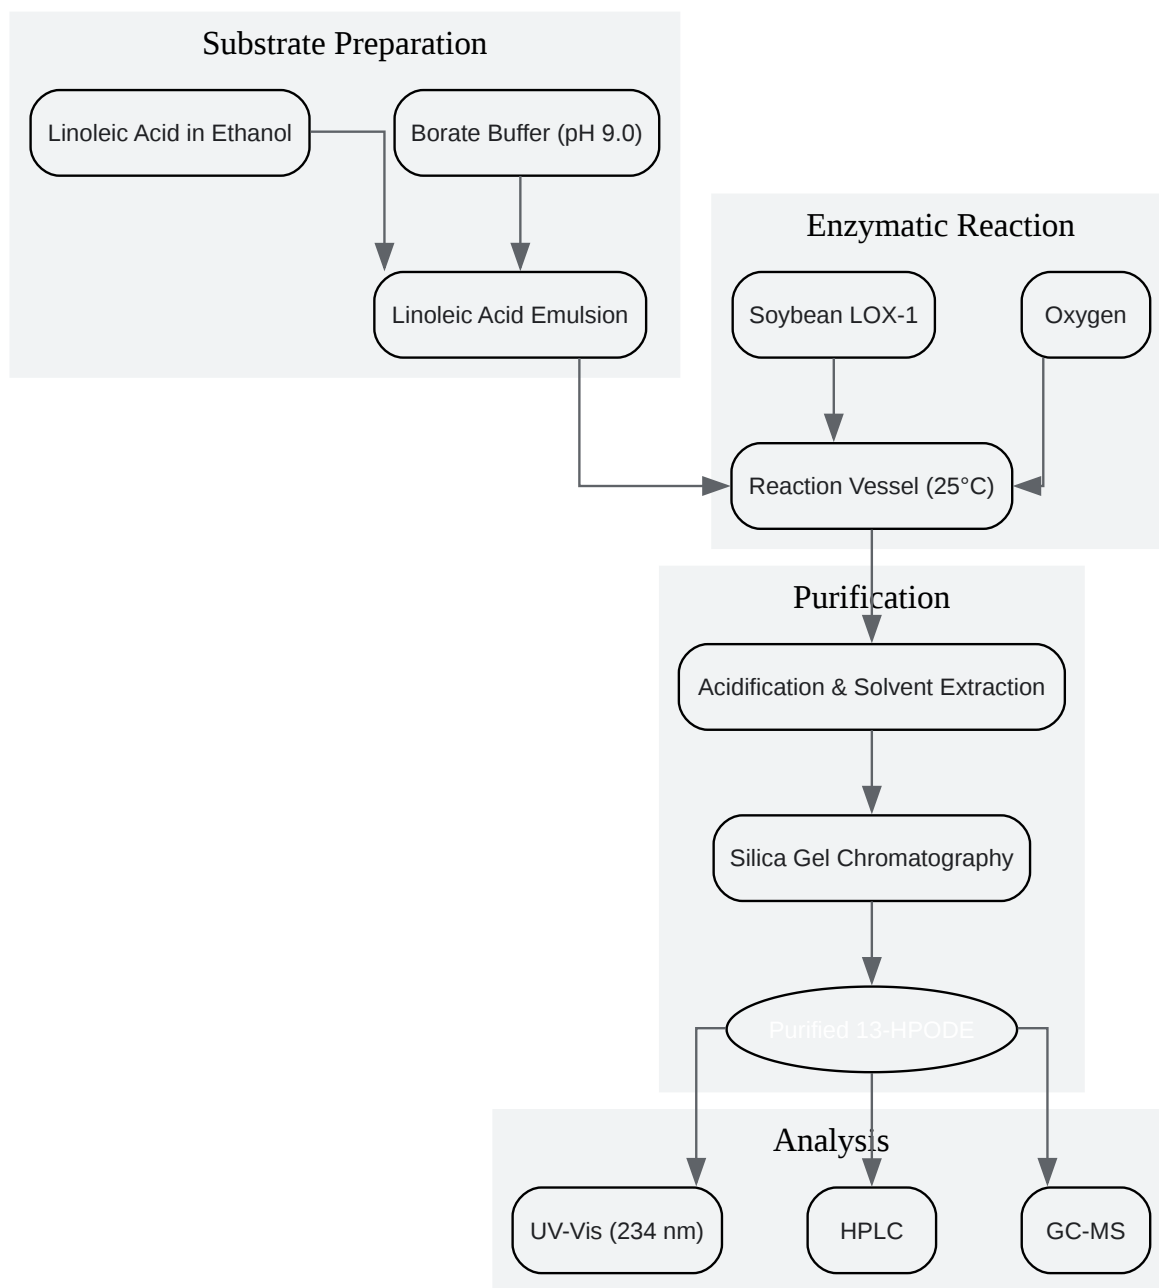 Substrate Preparation
Linoleic Acid in Ethanol
Borate Buffer (pH 9.0)
Linoleic Acid Emulsion
Enzymatic Reaction
Soybean LOX-1
Oxygen
Reaction Vessel (25°C)
Purification
Acidification & Solvent Extraction
Silica Gel Chromatography
Purified 13-HPODE
Analysis
UV-Vis (234 nm)
HPLC
GC-MS